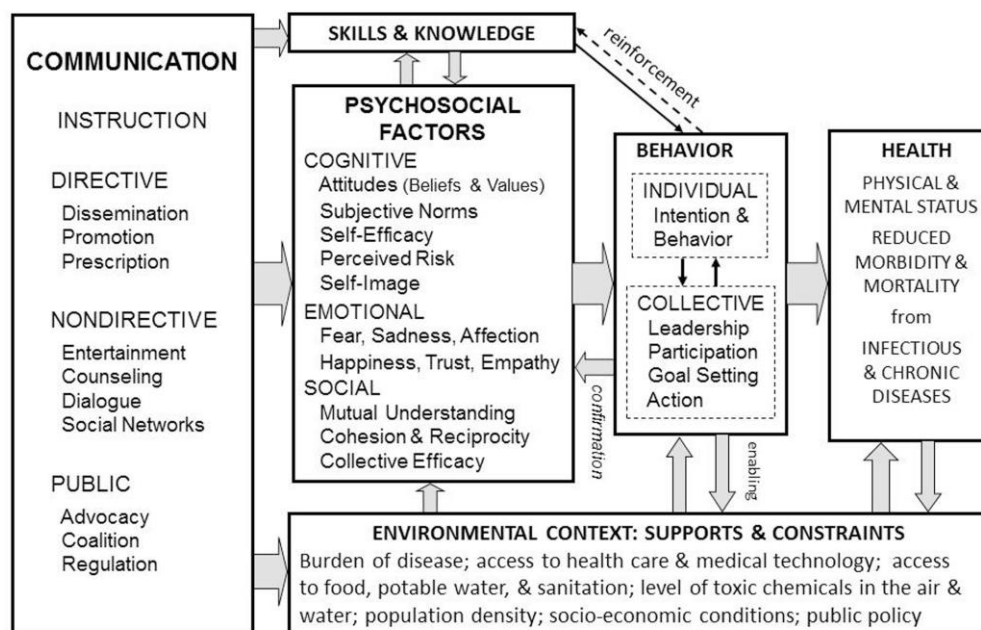 COMMUNICATION
INSTRUCTION
DIRECTIVE
Dissemination
Promotion
Prescription
NONDIRECTIVE
Entertainment
Counseling
Dialogue
Social Networks
PUBLIC
Advocacy
Coalition
Regulation
SKILLS & KNOWLEDGE
reinforcement
PSYCHOSOCIAL
FACTORS
COGNITIVE
Attitudes (Beliefs & Values)
Subjective Norms
Self-Efficacy
Perceived Risk
Self-Image
EMOTIONAL
Fear, Sadness, Affection
Happiness, Trust, Empathy
SOCIAL
Mutual Understanding
Cohesion & Reciprocity
Collective Efficacy
confirmation
BEHAVIOR
INDIVIDUAL
Intention &
Behavior
COLLECTIVE
Leadership
Participation
Goal Setting
Action
enabling
HEALTH
PHYSICAL &
MENTAL STATUS
REDUCED
MORBIDITY &
MORTALITY
from
INFECTIOUS
& CHRONIC
DISEASES
ENVIRONMENTAL CONTEXT: SUPPORTS & CONSTRAINTS
Burden of disease; access to health care & medical technology; access
to food, potable water, & sanitation; level of toxic chemicals in the air &
water; population density; socio-economic conditions; public policy